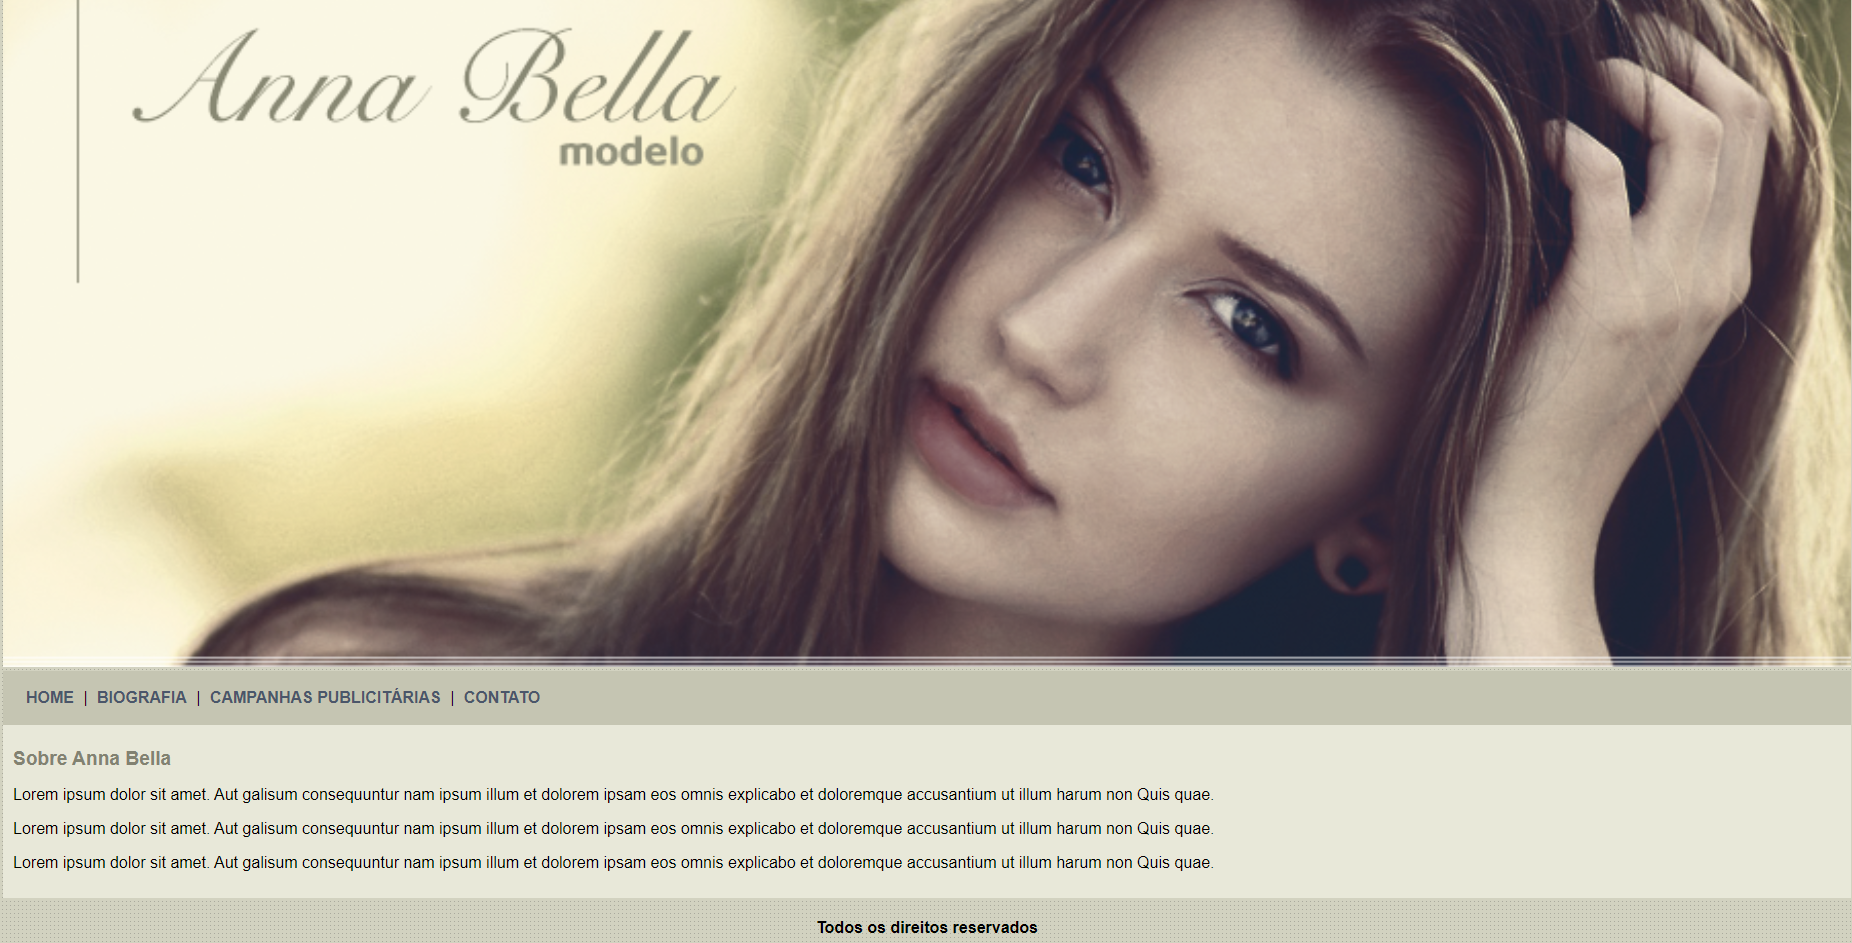 Anna Bella
modelo
HOME | BIOGRAFIA | CAMPANHAS PUBLICITÁRIAS | CONTATO
Sobre Anna Bella
Lorem ipsum dolor sit amet. Aut galisum consequuntur nam ipsum illum et dolorem ipsam eos omnis explicabo et doloremque accusantium ut illum harum non Quis quae.
Lorem ipsum dolor sit amet. Aut galisum consequuntur nam ipsum illum et dolorem ipsam eos omnis explicabo et doloremque accusantium ut illum harum non Quis quae.
Lorem ipsum dolor sit amet. Aut galisum consequuntur nam ipsum illum et dolorem ipsam eos omnis explicabo et doloremque accusantium ut illum harum non Quis quae.
Todos os direitos reservados